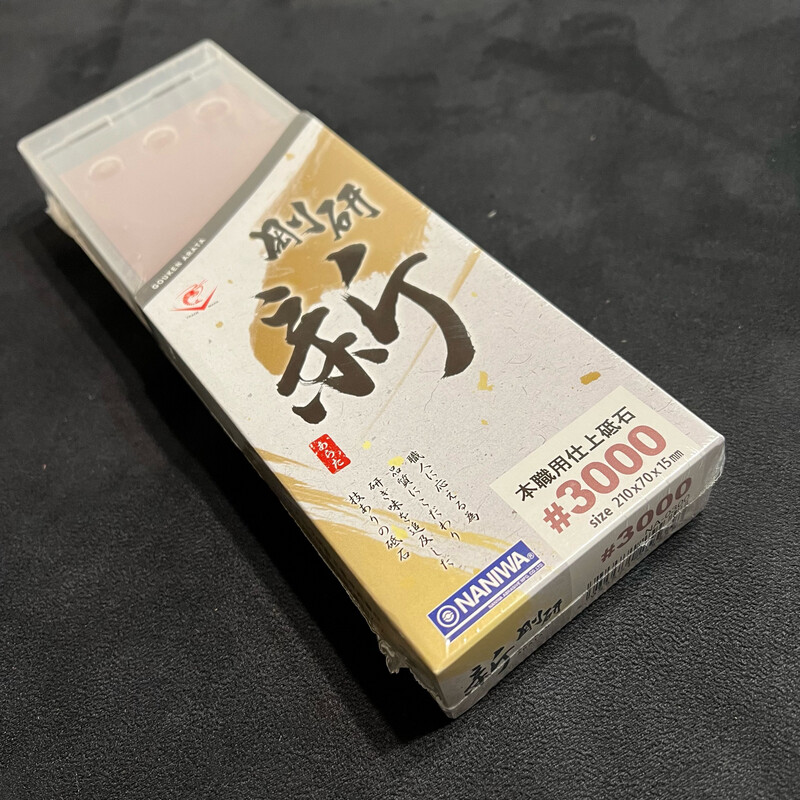 GOUKEN ARATA
剛研
新
あらた
職人に応える為
品質にこだわり
研ぎ味を追及した
技ありの砥石
本職用仕上砥石
#3000
size 210×70×15mm
NANIWA
#3000
剛研
新